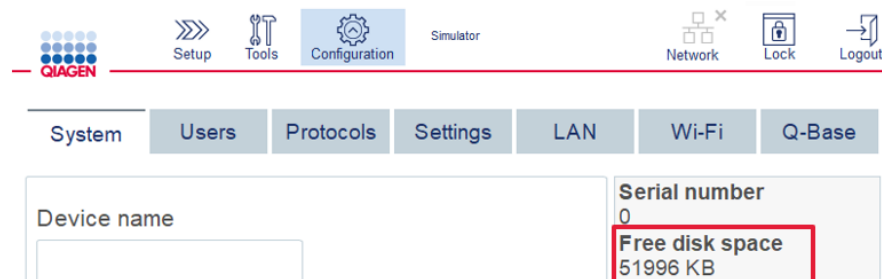 QIAGEN
Setup Tools Configuration Simulator Network Lock Logout
System Users Protocols Settings LAN Wi-Fi Q-Base
Device name
Serial number
0
Free disk space
51996 KB